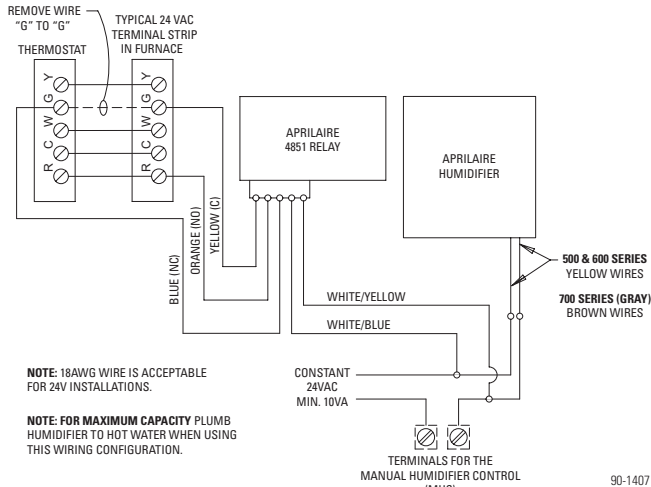 REMOVE WIRE
“G” TO “G”
TYPICAL 24 VAC
TERMINAL STRIP
IN FURNACE
THERMOSTAT
Y
G
W
C
R
Y
G
W
C
R
APRILAIRE
4851 RELAY
APRILAIRE
HUMIDIFIER
BLUE (NC)
ORANGE (NO)
YELLOW (C)
500 & 600 SERIES
YELLOW WIRES
700 SERIES (GRAY)
BROWN WIRES
WHITE/YELLOW
WHITE/BLUE
NOTE: 18AWG WIRE IS ACCEPTABLE
FOR 24V INSTALLATIONS.
CONSTANT
24VAC
MIN. 10VA
NOTE: FOR MAXIMUM CAPACITY PLUMB
HUMIDIFIER TO HOT WATER WHEN USING
THIS WIRING CONFIGURATION.
TERMINALS FOR THE
MANUAL HUMIDIFIER CONTROL
(MHC)
90-1407